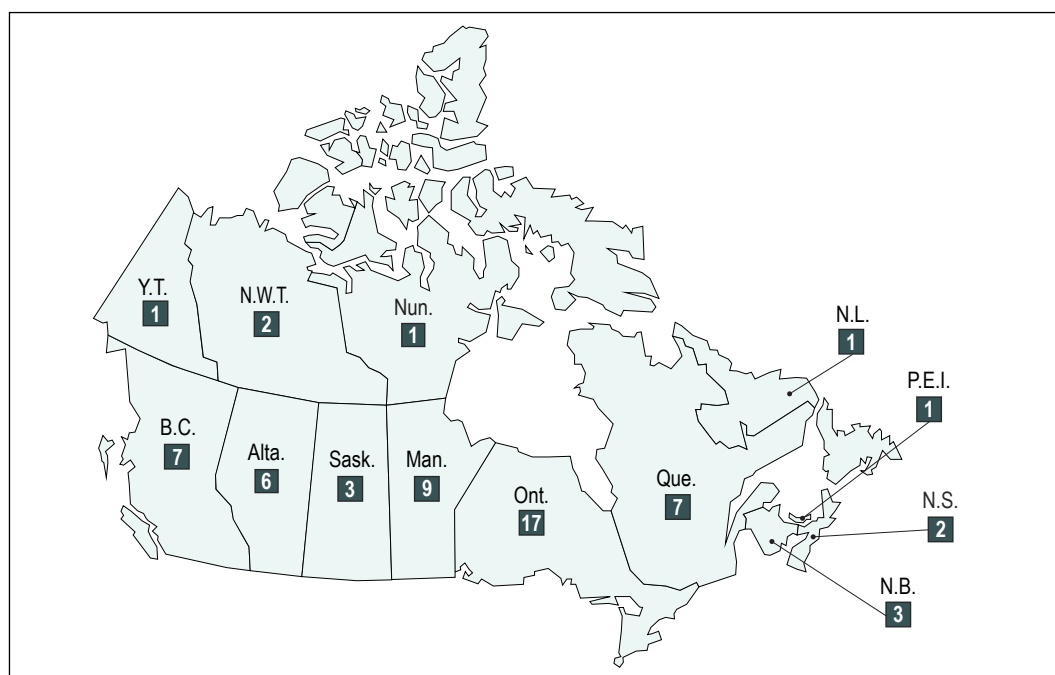 Y.T.
1
N.W.T.
2
Nun.
1
N.L.
1
P.E.I.
1
B.C.
7
Alta.
6
Sask.
3
Man.
9
Ont.
17
Que.
7
N.S.
2
N.B.
3